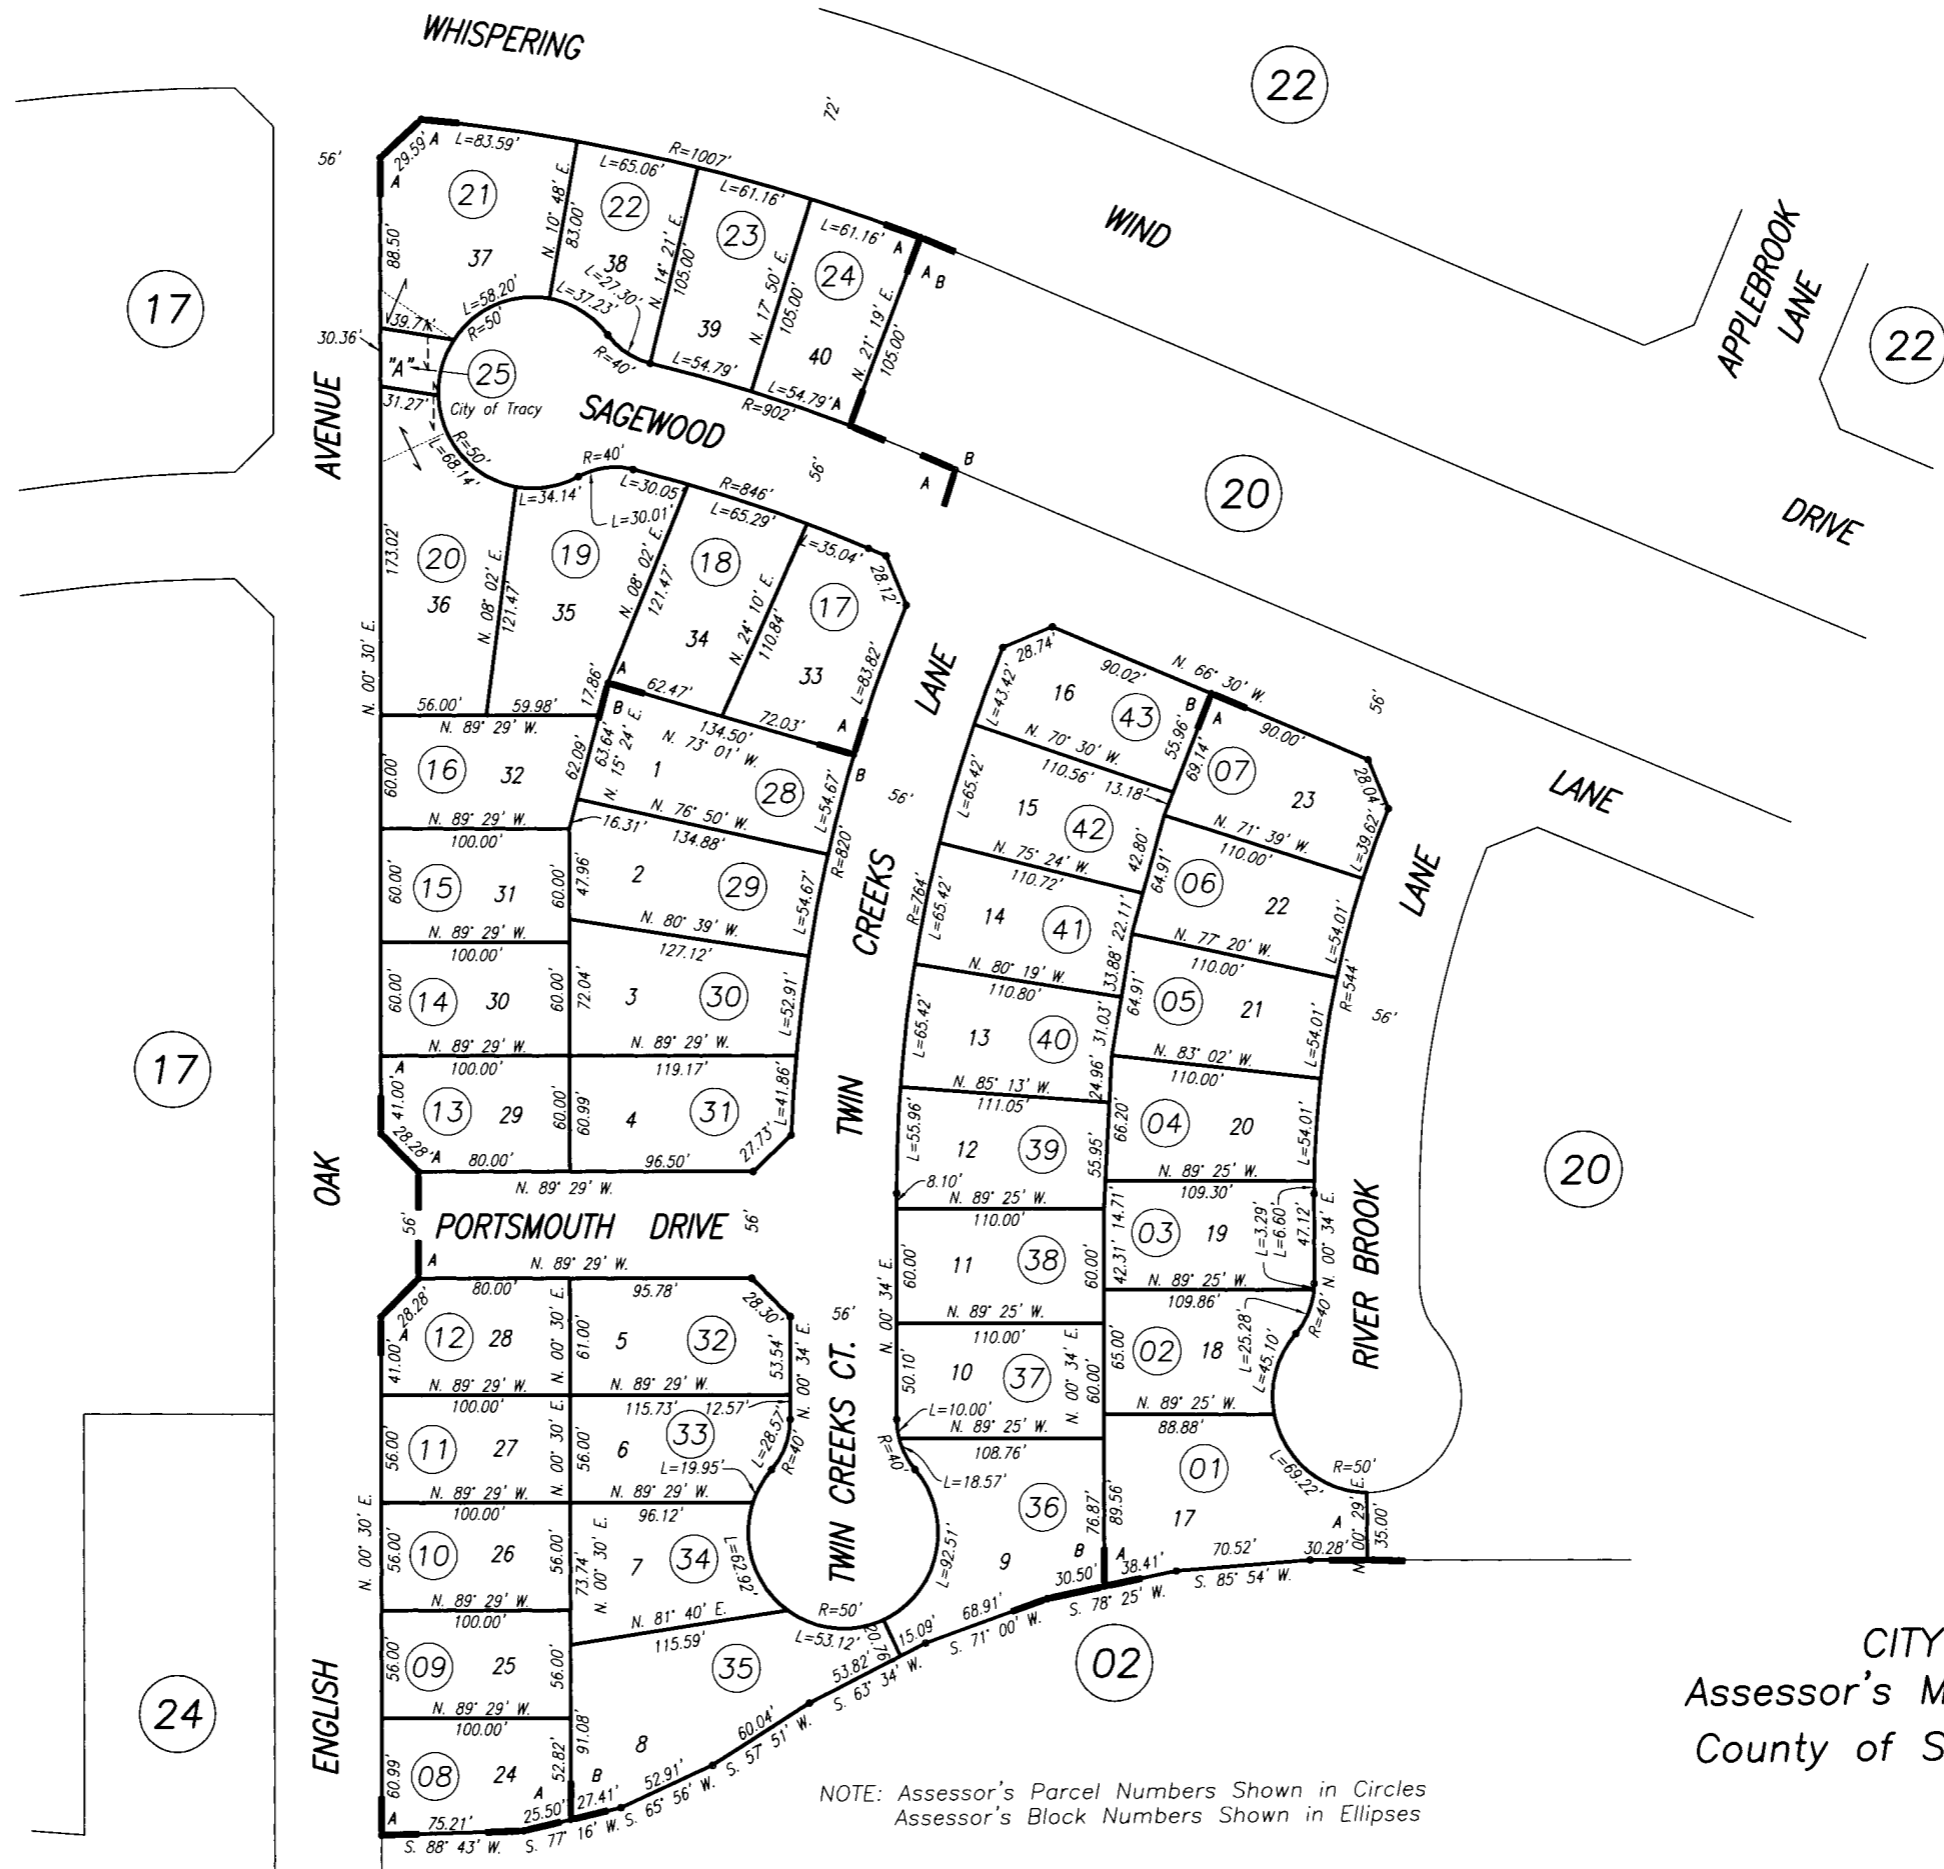 WHISPERING
22
72'
56'
29.59'
A
L=83.59'
R=1007'
L=65.06'
L=61.16'
L=61.16'
A
A
B
WIND
APPLEBROOK
LANE
22
A
21
22
23
24
88.50'
37
N. 10° 48' E.
83.00'
38
L=27.30'
L=37.23'
N. 14° 21' E.
105.00'
39
N. 17° 50' E.
105.00'
40
N. 21° 19' E.
105.00'
17
L=58.20'
R=50'
39.71'
30.36'
"A"
25
R=40'
L=54.79'
L=54.79'
A
R=902'
31.27'
City of Tracy
SAGEWOOD
AVENUE
R=50'
L=68.14'
R=40'
56'
B
A
20
DRIVE
L=34.14'
L=30.01'
L=30.05'
R=846'
L=65.29'
L=35.04'
28.12'
173.02'
20
36
N. 08° 02' E.
121.47'
19
35
N. 08° 02' E.
121.47'
18
34
N. 24° 10' E.
110.84'
17
33
L=83.82'
LANE
28.74'
90.02'
N. 66° 30' W.
56'
N. 00° 30' E.
17.86'
A
62.47'
72.03'
A
L=43.42'
16
43
B
A
90.00'
56.00'
59.98'
N. 89° 29' W.
B
134.50'
N. 73° 01' W.
B
N. 70° 30' W.
110.56'
55.96'
69.14'
07
23
28.04'
LANE
60.00'
16
32
62.09'
63.64'
N. 15° 24' E.
1
28
L=54.67'
56'
L=65.42'
15
13.18'
42
N. 71° 39' W.
110.00'
L=39.62'
N. 89° 29' W.
100.00'
16.31'
N. 76° 50' W.
134.88'
R=820'
N. 75° 24' W.
110.72'
42.80'
64.91'
06
22
LANE
60.00'
15
31
60.00'
47.96'
2
29
L=54.67'
CREEKS
R=764'
L=65.42'
14
41
22.11'
N. 77° 20' W.
110.00'
L=54.01'
N. 89° 29' W.
100.00'
N. 80° 39' W.
127.12'
N. 80° 19' W.
110.80'
33.88'
64.91'
05
21
R=544'
56'
60.00'
14
30
60.00'
72.04'
3
30
L=52.91'
L=65.42'
13
40
31.03'
N. 83° 02' W.
110.00'
L=54.01'
N. 89° 29' W.
100.00'
N. 89° 29' W.
119.17'
N. 85° 13' W.
111.05'
24.96'
17
A
41.00'
13
29
60.00'
60.99'
4
31
L=41.86'
TWIN
L=55.96'
12
39
55.95'
66.20'
04
20
L=54.01'
20
28.28'
A
80.00'
96.50'
27.73'
N. 89° 29' W.
8.10'
N. 89° 25' W.
110.00'
N. 89° 25' W.
109.30'
OAK
56'
PORTSMOUTH DRIVE
56'
14.71'
03
19
L=3.29'
L=6.60'
47.12'
N. 00° 34' E.
RIVER BROOK
A
N. 89° 29' W.
80.00'
95.78'
N. 00° 34' E.
60.00'
11
38
60.00'
42.31'
N. 89° 25' W.
109.86'
28.28'
A
28.30'
56'
N. 89° 25' W.
110.00'
L=25.28'
L=45.10'
R=40'
41.00'
12
28
N. 00° 30' E.
61.00'
5
32
53.54'
N. 00° 34' E.
50.10'
10
37
N. 00° 34' E.
60.00'
65.00'
02
18
N. 89° 29' W.
100.00'
N. 89° 29' W.
115.73'
12.57'
L=10.00'
N. 89° 25' W.
108.76'
N. 89° 25' W.
88.88'
56.00'
11
27
N. 00° 30' E.
56.00'
6
33
L=28.57'
R=40'
L=19.95'
TWIN CREEKS CT.
R=40'
L=18.57'
01
R=50'
L=69.22'
N. 89° 29' W.
100.00'
N. 89° 29' W.
96.12'
36
76.87'
89.56'
17
A
N. 00° 29' E.
35.00'
N. 00° 30' E.
56.00'
10
26
56.00'
73.74'
N. 00° 30' E.
7
34
L=62.92'
L=92.51'
9
B
A
30.50'
38.41'
70.52'
30.28'
S. 85° 54' W.
N. 89° 29' W.
100.00'
N. 81° 40' E.
115.59'
R=50'
L=53.12'
20.76'
15.09'
68.91'
S. 71° 00' W.
S. 78° 25' W.
56.00'
09
25
56.00'
35
53.82'
S. 63° 34' W.
02
CITY
ENGLISH
N. 89° 29' W.
100.00'
Assessor's M
24
60.99'
08
24
52.82'
91.08'
8
60.04'
S. 57° 51' W.
County of S
A
75.21'
A
25.50'
B
27.41'
52.91'
S. 65° 56' W.
S. 88° 43' W.
S. 77° 16' W.
NOTE: Assessor's Parcel Numbers Shown in Circles
Assessor's Block Numbers Shown in Ellipses